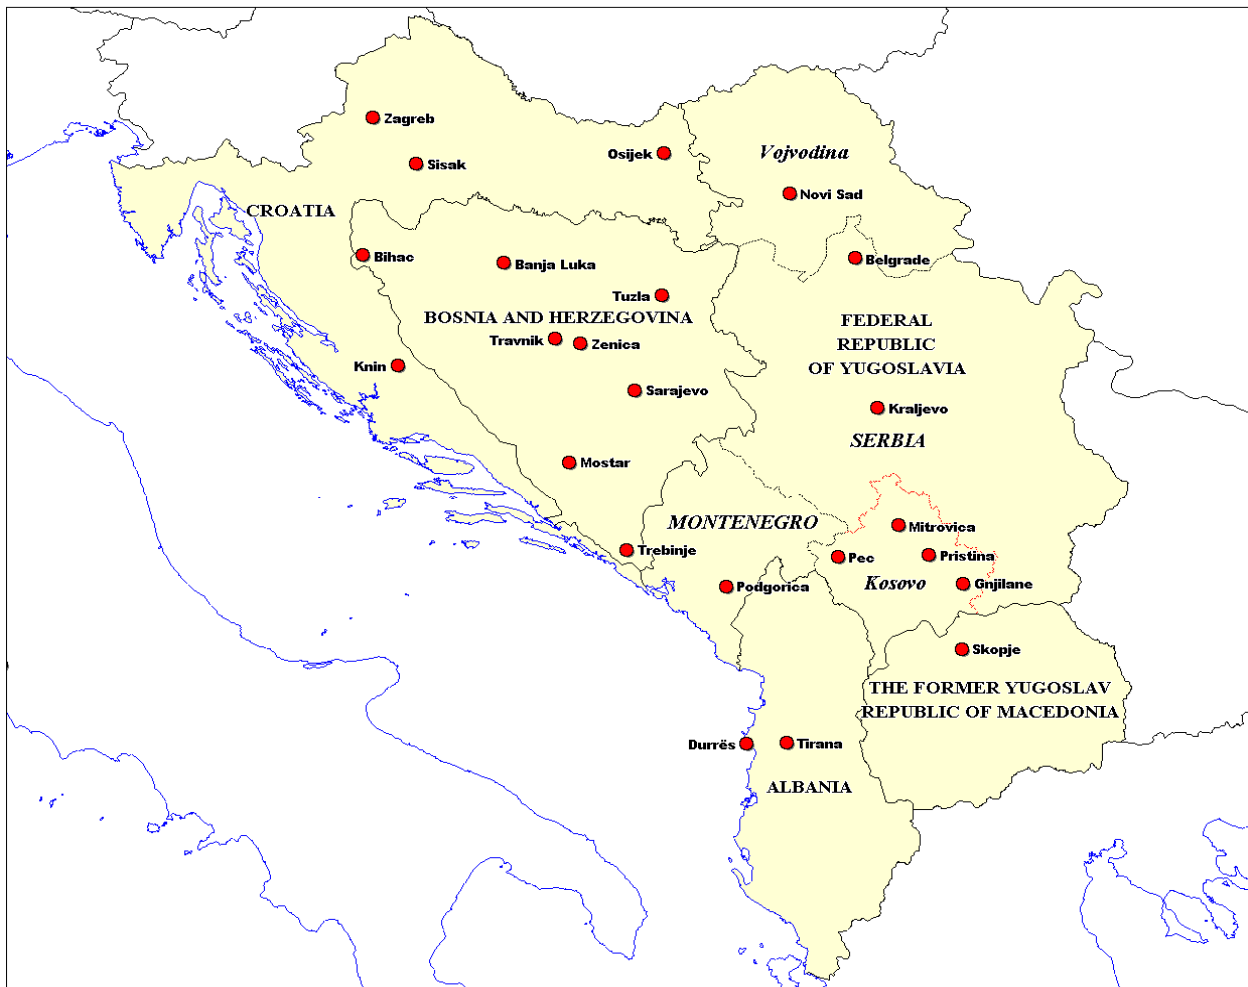 Zagreb
Osijek
Vojvodina
Sisak
Novi Sad
CROATIA
Bihac
Banja Luka
Belgrade
Tuzla
BOSNIA AND HERZEGOVINA
FEDERAL
REPUBLIC
OF YUGOSLAVIA
Travnik
Zenica
Knin
Sarajevo
Kraljevo
SERBIA
Mostar
MONTENEGRO
Mitrovica
Trebinje
Pec
Pristina
Podgorica
Kosovo
Gnjilane
Skopje
THE FORMER YUGOSLAV
REPUBLIC OF MACEDONIA
Durrës
Tirana
ALBANIA